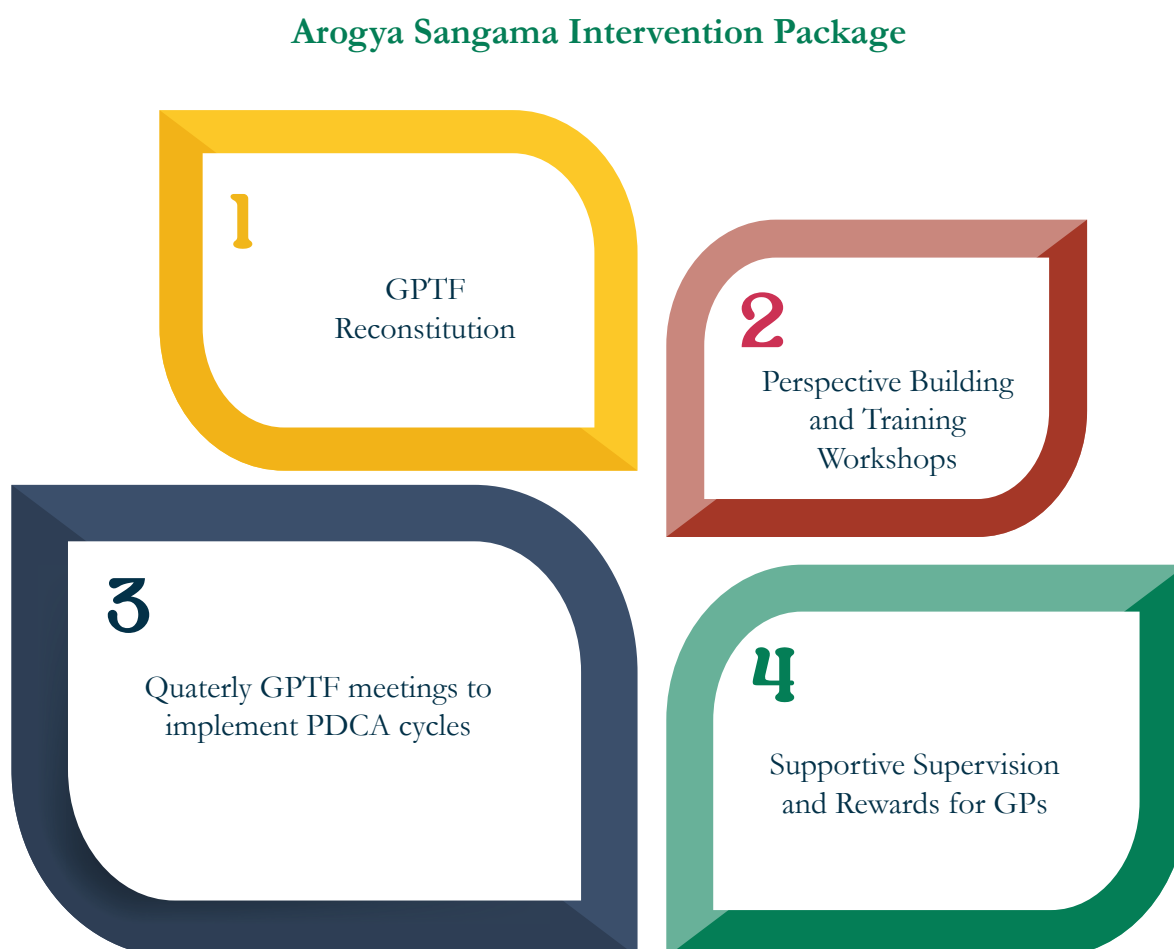 Arogya Sangama Intervention Package
1
GPTF
Reconstitution
2
Perspective Building
and Training
Workshops
3
Quaterly GPTF meetings to
implement PDCA cycles
4
Supportive Supervision
and Rewards for GPs